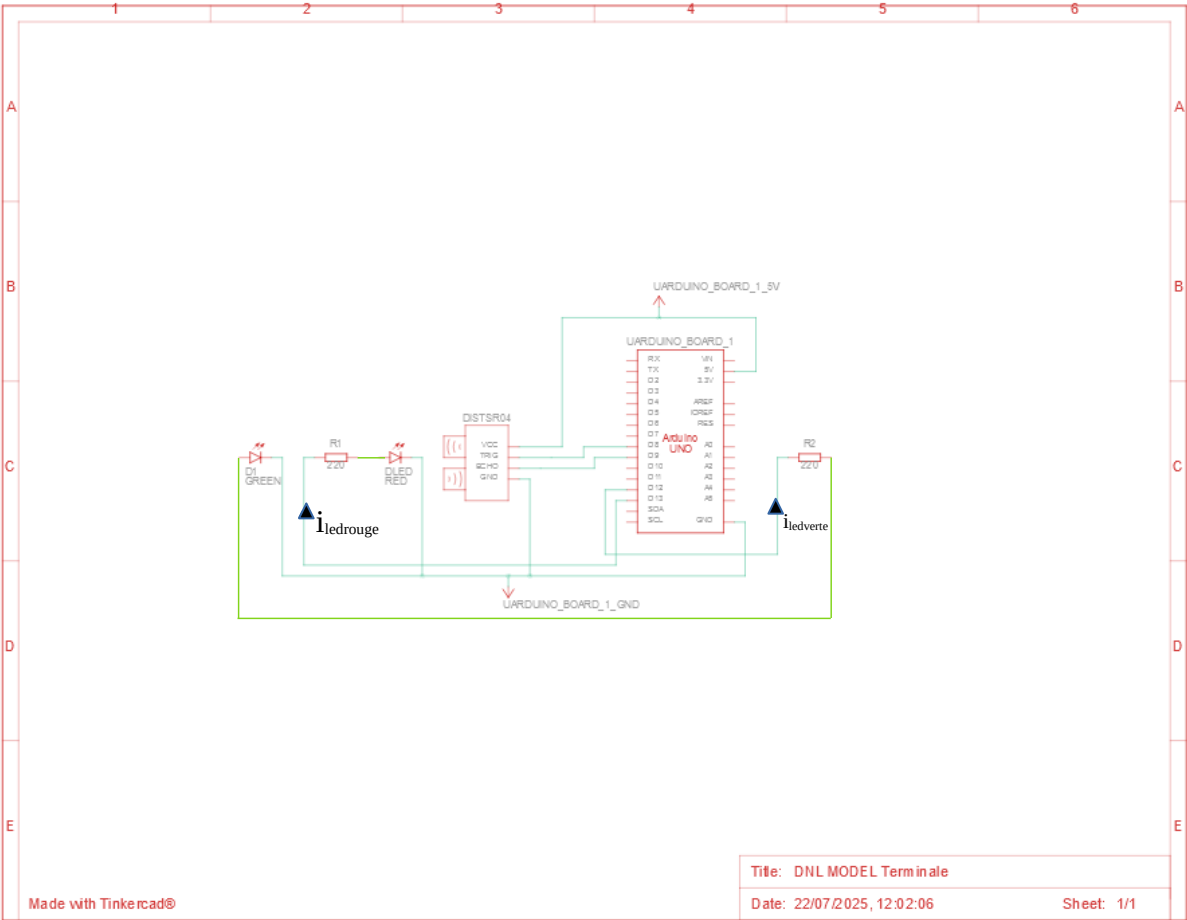 1 2 3 4 5 6
A A
B B
UARDUINO_BOARD_1_5V
UARDUINO_BOARD_1
RX VIN
TX 5V
D2 3.3V
D3
D4 AREF
D5 IOREF
D6 RES
D7
D8 A0
D9 A1
D10 A2
D11 A3
D12 A4
D13 A5
SDA
SCL GND
Arduino
UNO
DISTSR04
VCC
TRIG
ECHO
GND
C C
D1
GREEN
R1
220
DLED
RED
R2
220
iledrouge
iledverte
UARDUINO_BOARD_1_GND
D D
E E
Title: DNL MODEL Terminale
Made with Tinkercad®
Date: 22/07/2025, 12:02:06
Sheet: 1/1